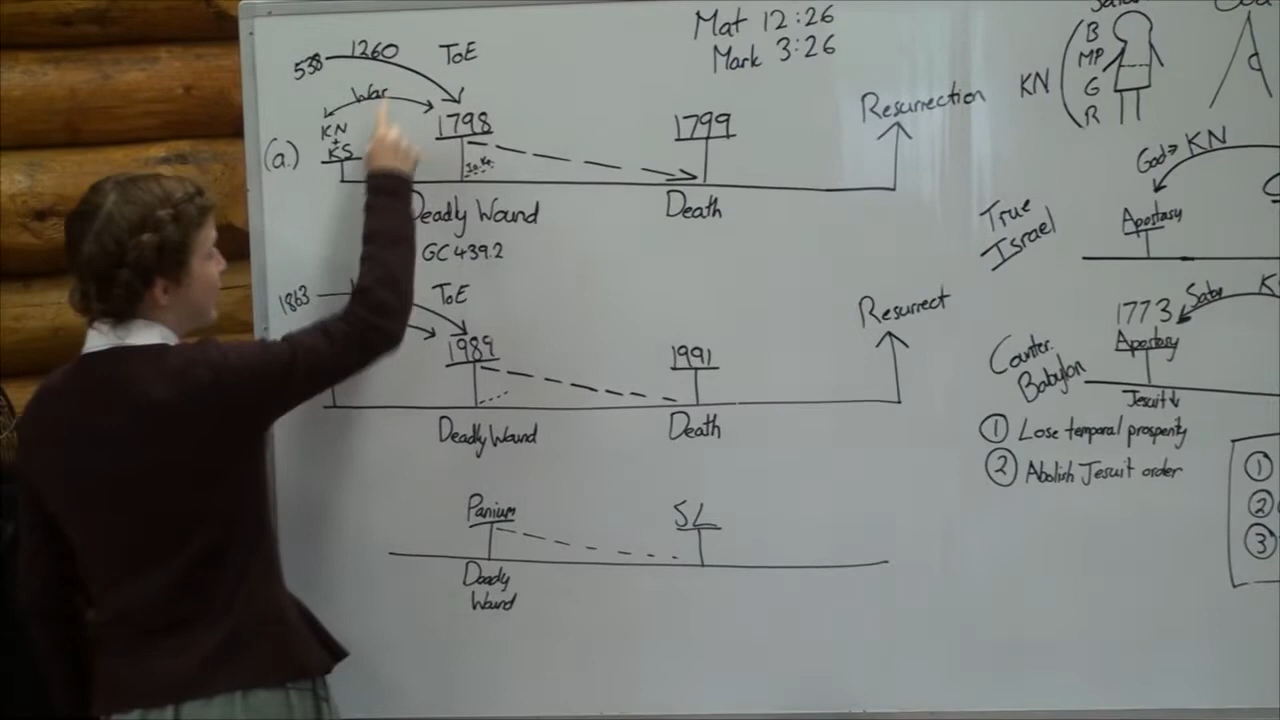 Mat 12:26
Mark 3:26
538 1260 ToE
War
KN
+
KS
(a.)
1798
1799
Resurrection
Deadly Wound
Death
GC 439.2
1863
ToE
1989
1991
Resurrect
Deadly Wound
Death
Panium
SL
Deadly
Wound
KN
B
MP
G
R
God⇒ KN
True
Israel
Apostasy
1773
Apostasy
Counter.
Babylon
Jesuit↓
① Lose temporal prosperity
② Abolish Jesuit order
①
②
③